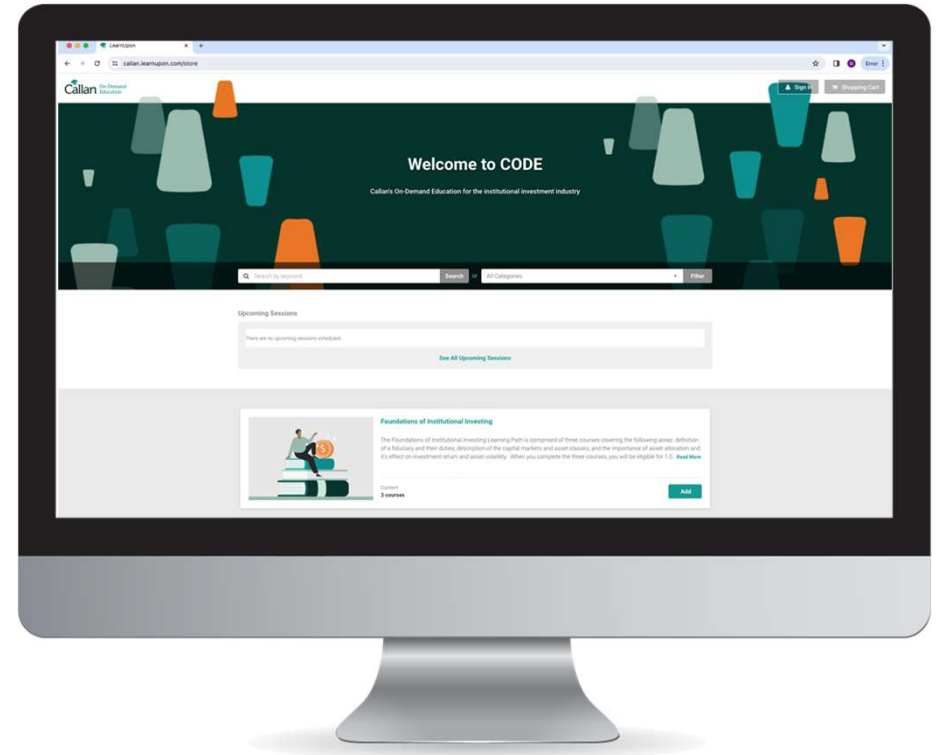 LearnUpon
callan.learnupon.com/store
Error
Callan On-Demand
Education
Sign in
Shopping Cart
Welcome to CODE
Callan's On-Demand Education for the institutional investment industry
Search by keyword
Search or All Categories
Filter
Upcoming Sessions
There are no upcoming sessions scheduled
See All Upcoming Sessions
Foundations of Institutional Investing
The Foundations of Institutional Investing Learning Path is comprised of three courses covering the following areas: definition
of a fiduciary and their duties, description of the capital markets and asset classes, and the importance of asset allocation and
it's effect on investment return and asset volatility. When you complete the three courses, you will be eligible for 1.0 Read More
Content
3 courses
Add